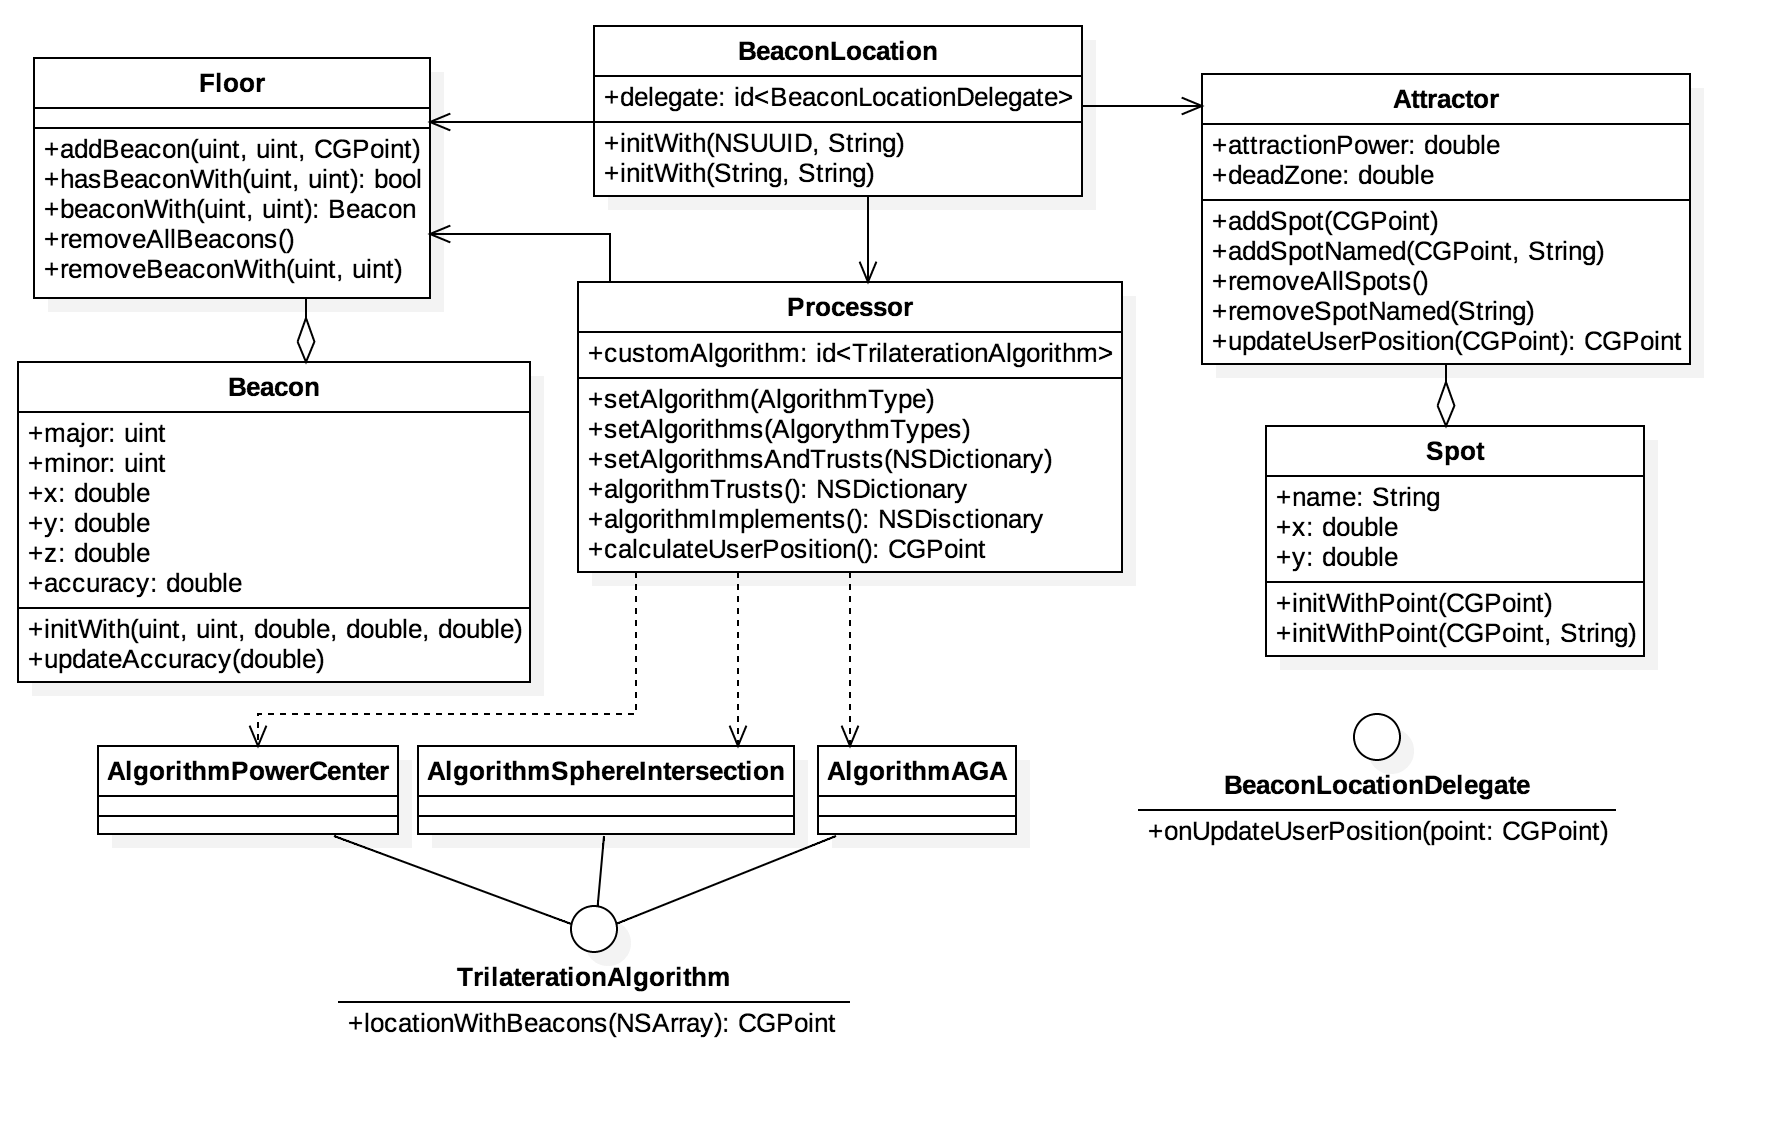 BeaconLocation
+delegate: id<BeaconLocationDelegate>
+initWith(NSUUID, String)
+initWith(String, String)
Floor
+addBeacon(uint, uint, CGPoint)
+hasBeaconWith(uint, uint): bool
+beaconWith(uint, uint): Beacon
+removeAllBeacons()
+removeBeaconWith(uint, uint)
Attractor
+attractionPower: double
+deadZone: double
+addSpot(CGPoint)
+addSpotNamed(CGPoint, String)
+removeAllSpots()
+removeSpotNamed(String)
+updateUserPosition(CGPoint): CGPoint
Processor
+customAlgorithm: id<TrilaterationAlgorithm>
+setAlgorithm(AlgorithmType)
+setAlgorithms(AlgorythmTypes)
+setAlgorithmsAndTrusts(NSDictionary)
+algorithmTrusts(): NSDictionary
+algorithmImplements(): NSDisctionary
+calculateUserPosition(): CGPoint
Beacon
+major: uint
+minor: uint
+x: double
+y: double
+z: double
+accuracy: double
+initWith(uint, uint, double, double, double)
+updateAccuracy(double)
Spot
+name: String
+x: double
+y: double
+initWithPoint(CGPoint)
+initWithPoint(CGPoint, String)
AlgorithmPowerCenter
AlgorithmSphereIntersection
AlgorithmAGA
BeaconLocationDelegate
+onUpdateUserPosition(point: CGPoint)
TrilaterationAlgorithm
+locationWithBeacons(NSArray): CGPoint